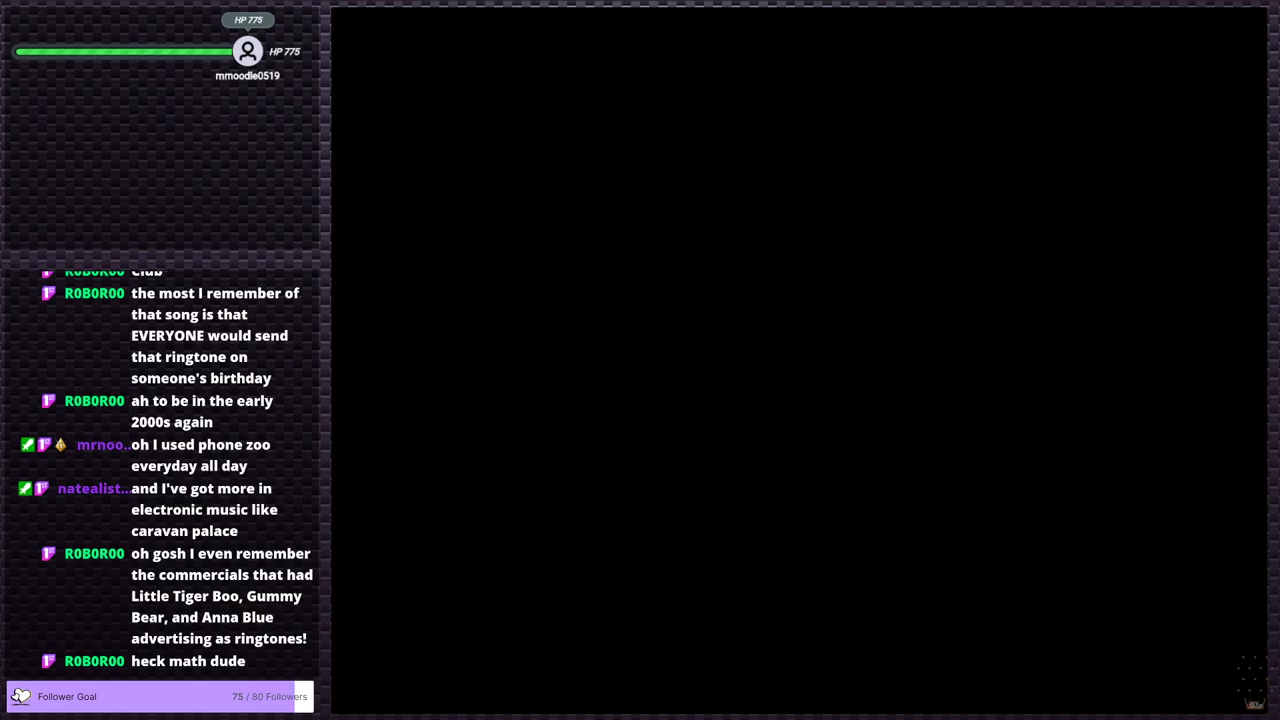 HP 775
HP 775
mmoodle0519
R0B0R00 Club
R0B0R00 the most I remember of
that song is that
EVERYONE would send
that ringtone on
someone's birthday
R0B0R00 ah to be in the early
2000s again
mrnoo.. oh I used phone zoo
everyday all day
natealist... and I've got more in
electronic music like
caravan palace
R0B0R00 oh gosh I even remember
the commercials that had
Little Tiger Boo, Gummy
Bear, and Anna Blue
advertising as ringtones!
R0B0R00 heck math dude
Follower Goal 75 / 80 Followers